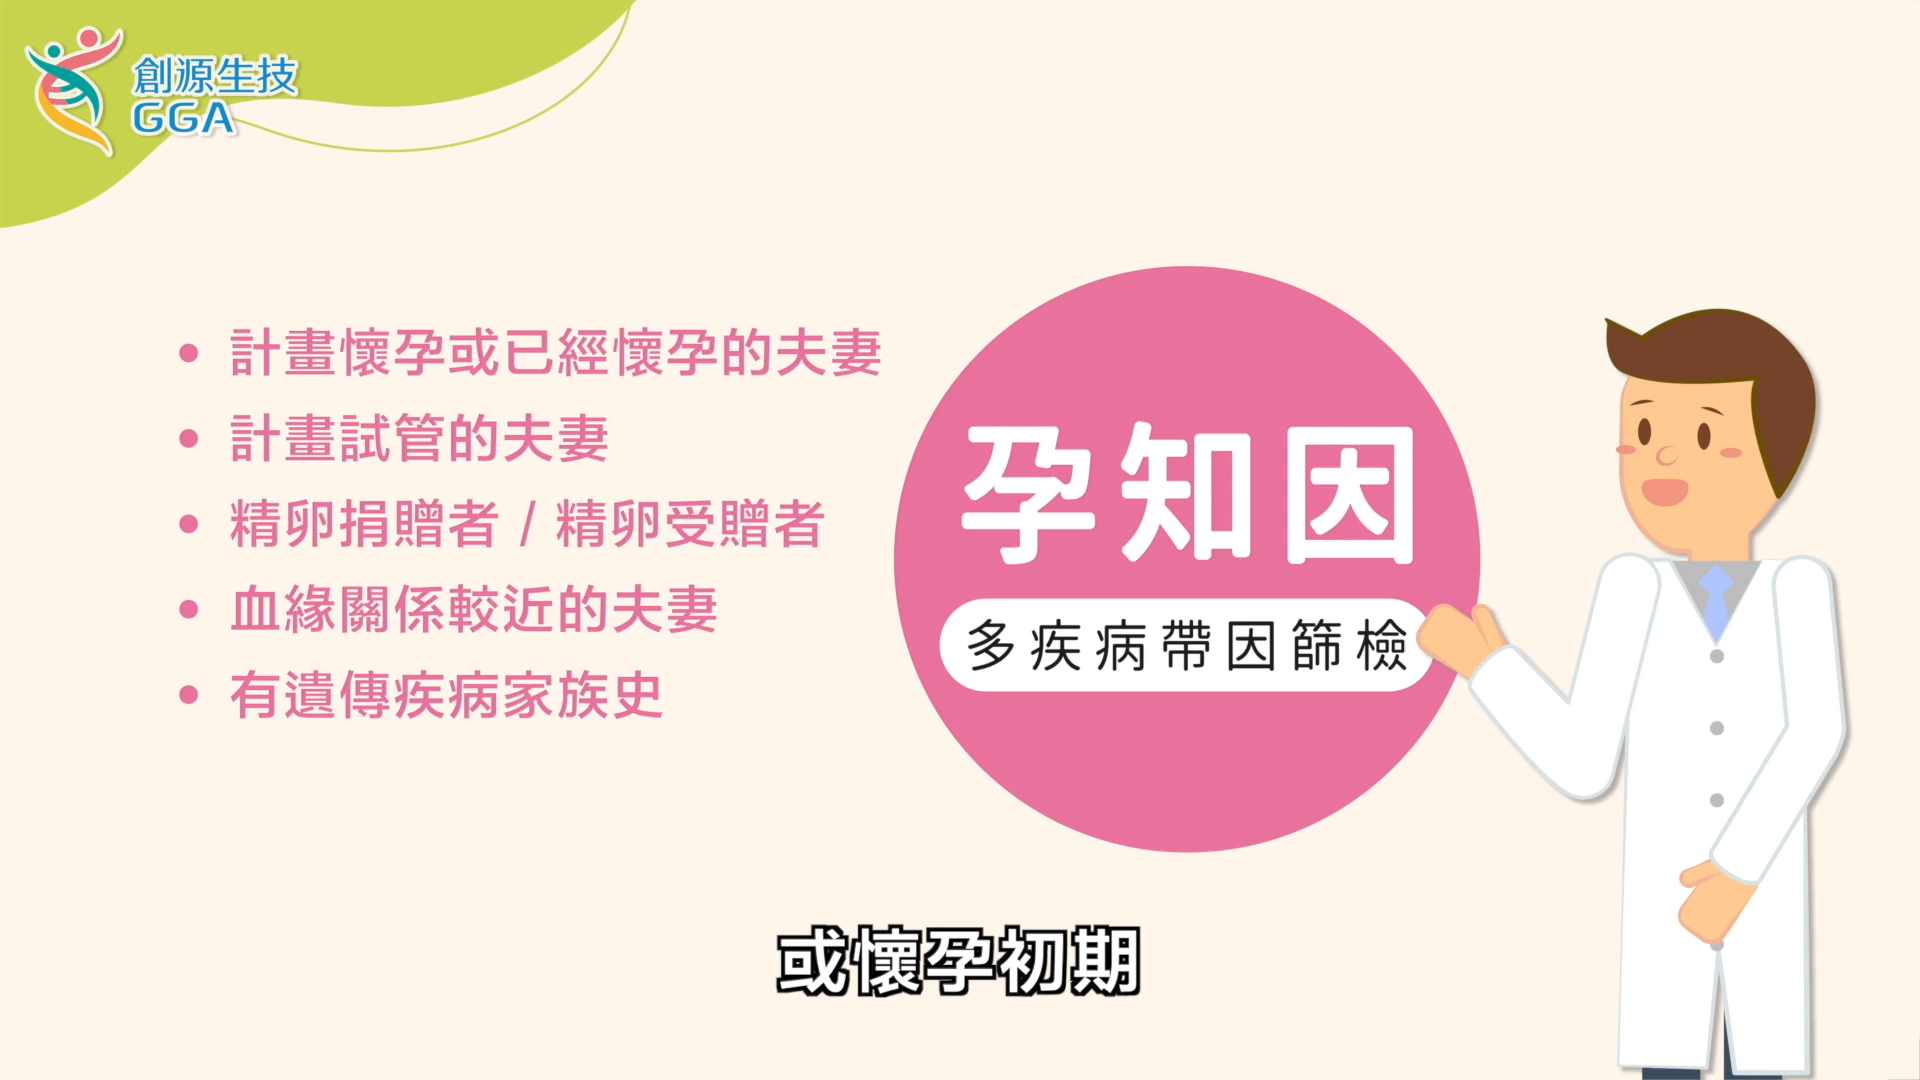 創源生技
GGA
計畫懷孕或已經懷孕的夫妻
計畫試管的夫妻
精卵捐贈者 / 精卵受贈者
血緣關係較近的夫妻
有遺傳疾病家族史
孕知因
多疾病帶因篩檢
或懷孕初期